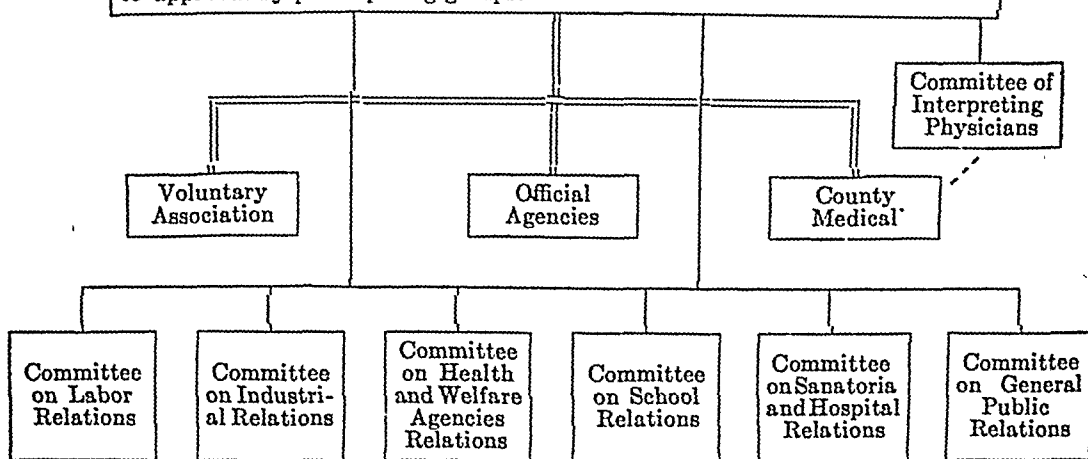 Committee of
Interpreting
Physicians
Voluntary
Association
Official
Agencies
County
Medical
Committee
on Labor
Relations
Committee
on Industri-
al Relations
Committee
on Health
and Welfare
Agencies
Relations
Committee
on School
Relations
Committee
on Sanatoria
and Hospital
Relations
Committee
on General
Public
Relations